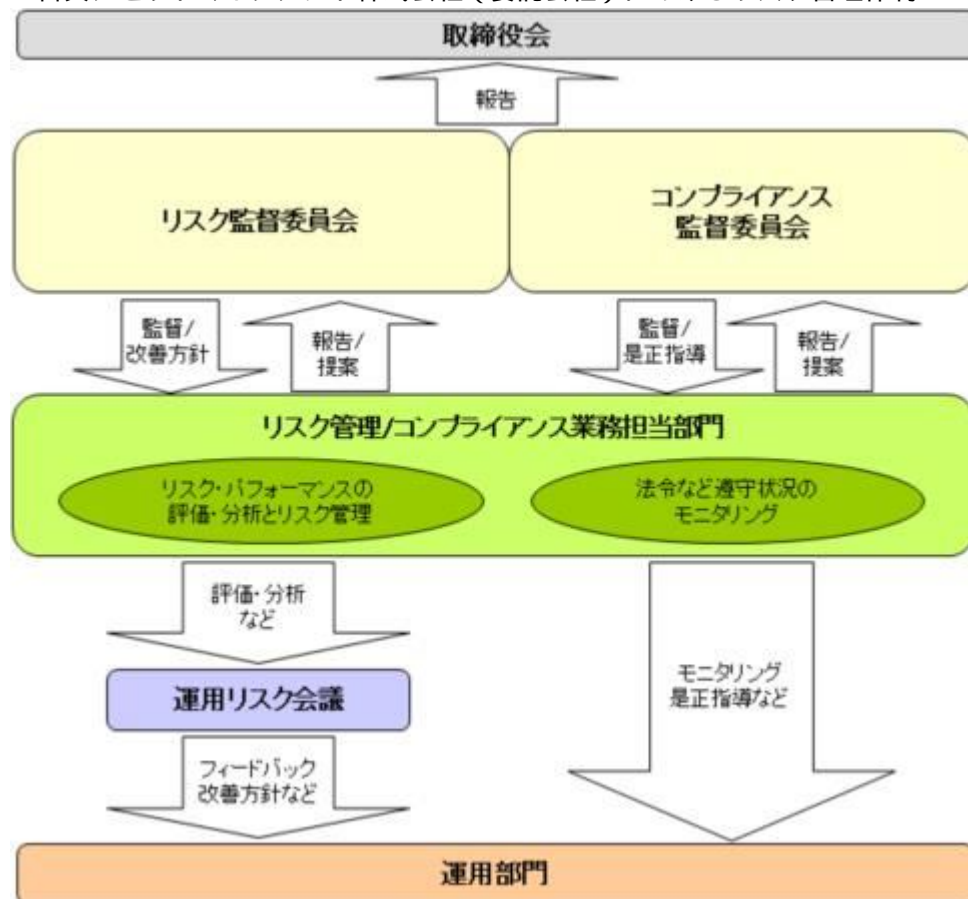 取締役会
報告
リスク監督委員会
コンプライアンス
監督委員会
監督/
改善方針
報告/
提案
監督/
是正指導
報告/
提案
リスク管理/コンプライアンス業務担当部門
リスク・パフォーマンスの
評価・分析とリスク管理
法令など遵守状況の
モニタリング
評価・分析
など
運用リスク会議
モニタリング
是正指導など
フィードバック
改善方針など
運用部門